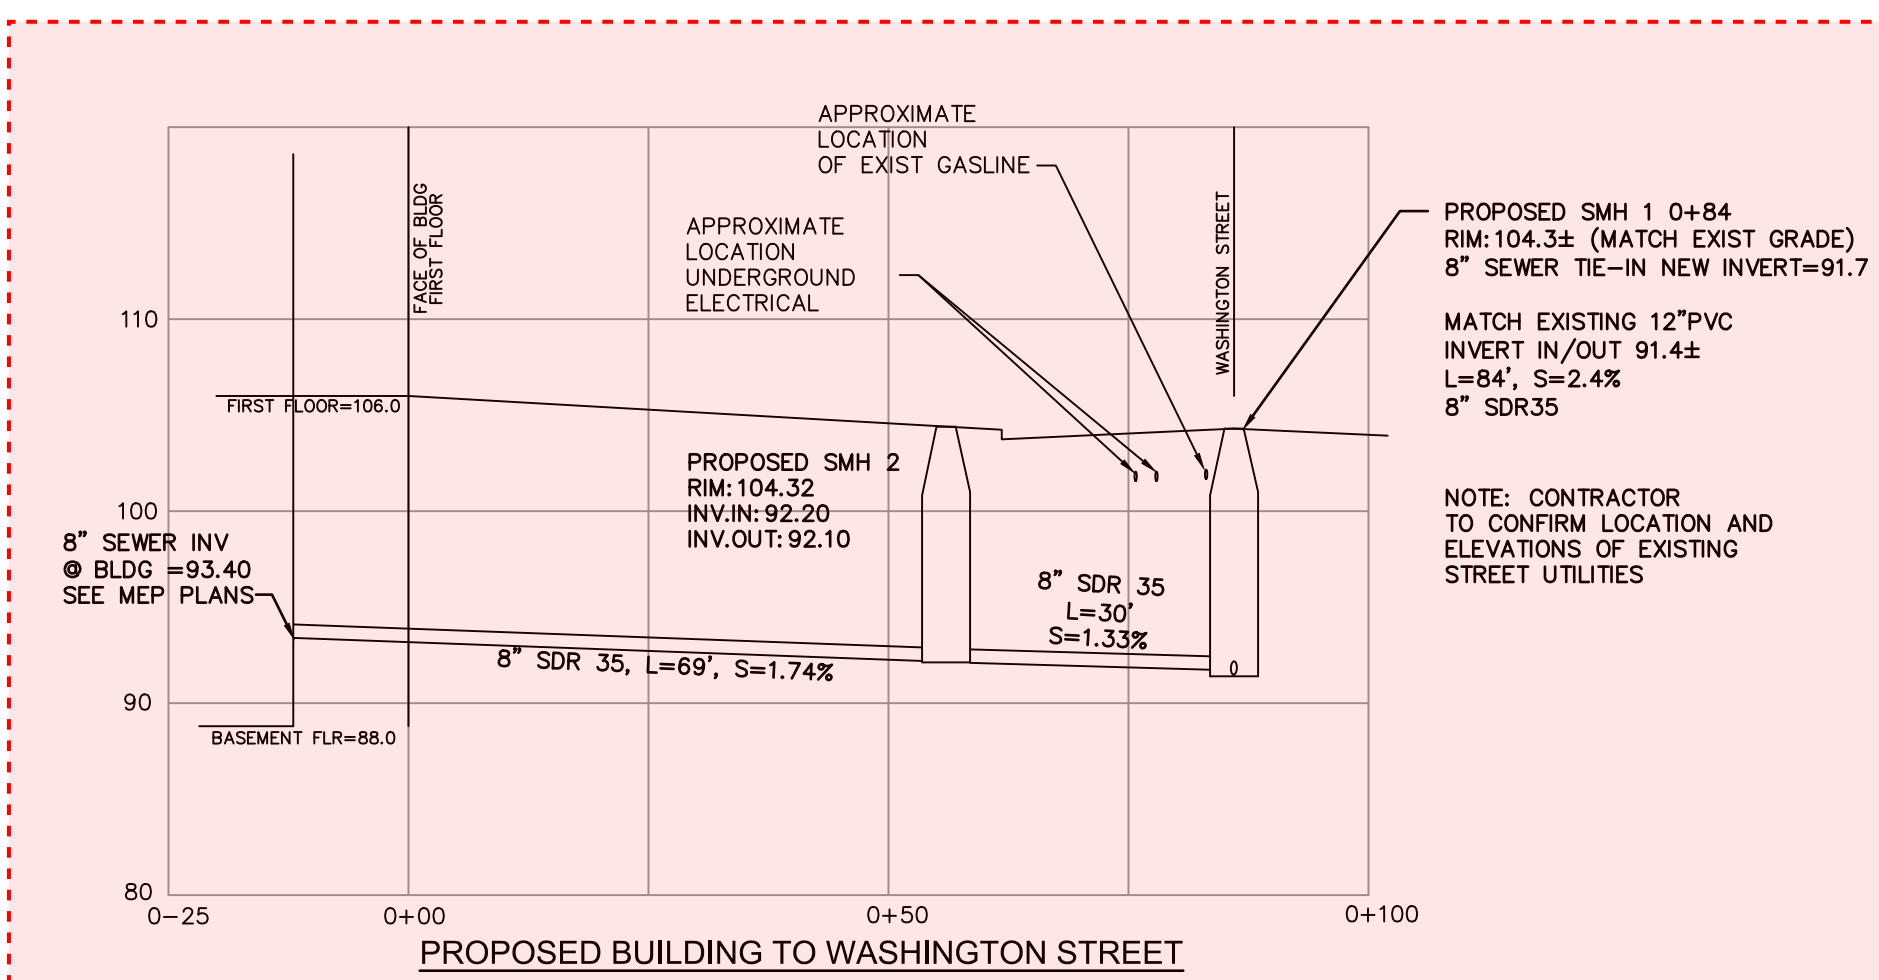 APPROXIMATE
LOCATION
OF EXIST GASLINE
APPROXIMATE
LOCATION
UNDERGROUND
ELECTRICAL
FACE OF BLDG
FIRST FLOOR
WASHINGTON STREET
PROPOSED SMH 1 0+84
RIM:104.3± (MATCH EXIST GRADE)
8" SEWER TIE-IN NEW INVERT=91.7
MATCH EXISTING 12"PVC
INVERT IN/OUT 91.4±
L=84', S=2.4%
8" SDR35
NOTE: CONTRACTOR
TO CONFIRM LOCATION AND
ELEVATIONS OF EXISTING
STREET UTILITIES
110
FIRST FLOOR=106.0
PROPOSED SMH 2
RIM:104.32
INV.IN:92.20
INV.OUT:92.10
100
8" SEWER INV
@ BLDG =93.40
SEE MEP PLANS
8" SDR 35
L=30'
S=1.33%
8" SDR 35, L=69', S=1.74%
90
BASEMENT FLR=88.0
80
0-25
0+00
0+50
0+100
PROPOSED BUILDING TO WASHINGTON STREET